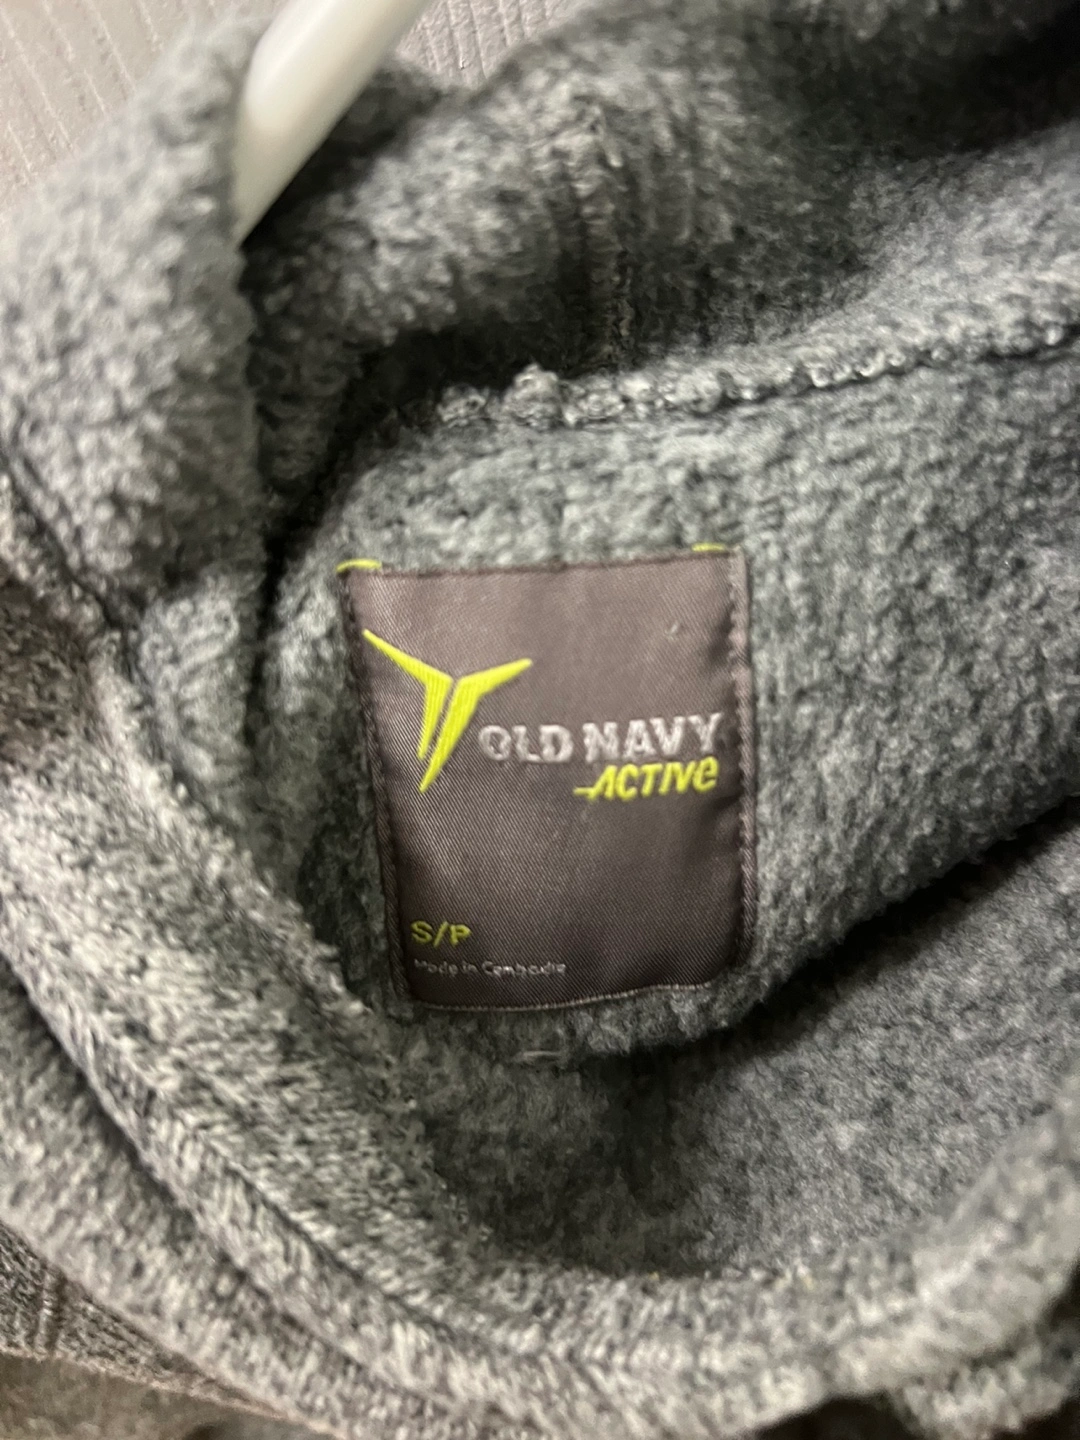 OLD NAVY
ACTIVE
S/P
Made in Cambodia